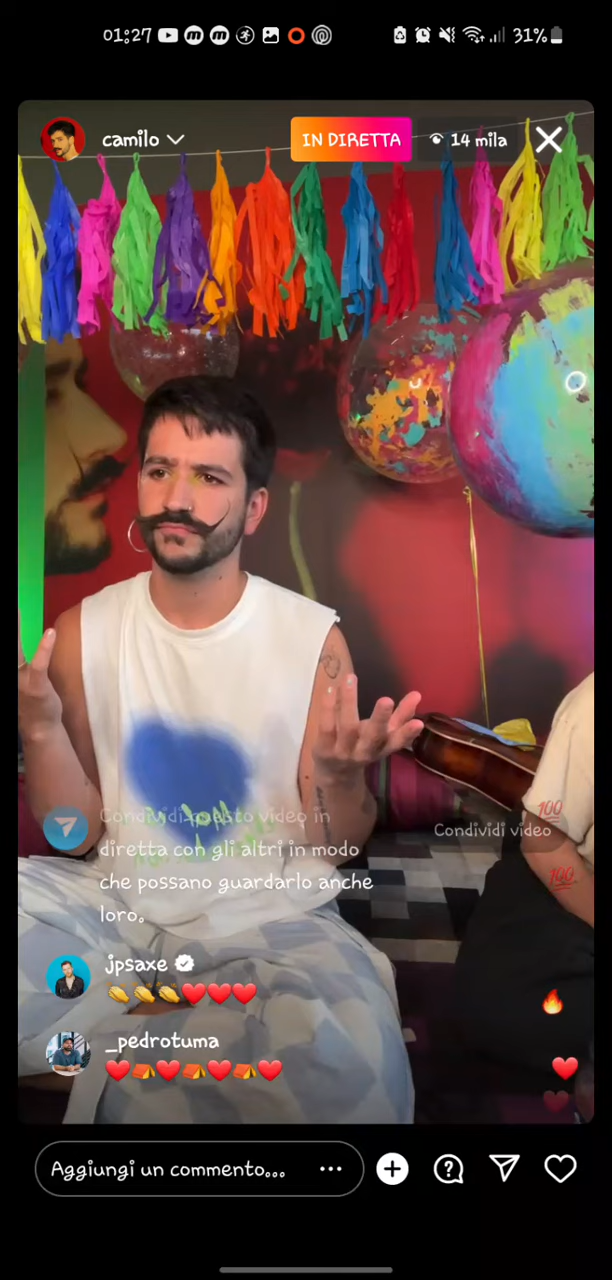 01:27
31%
camilo
IN DIRETTA
14 mila
Condividi questo video in
diretta con gli altri in modo
che possano guardarlo anche
loro.
Condividi video
jpsaxe
👏👏👏❤️❤️❤️
_pedrotuma
❤️⛺❤️⛺❤️⛺❤️
Aggiungi un commento...